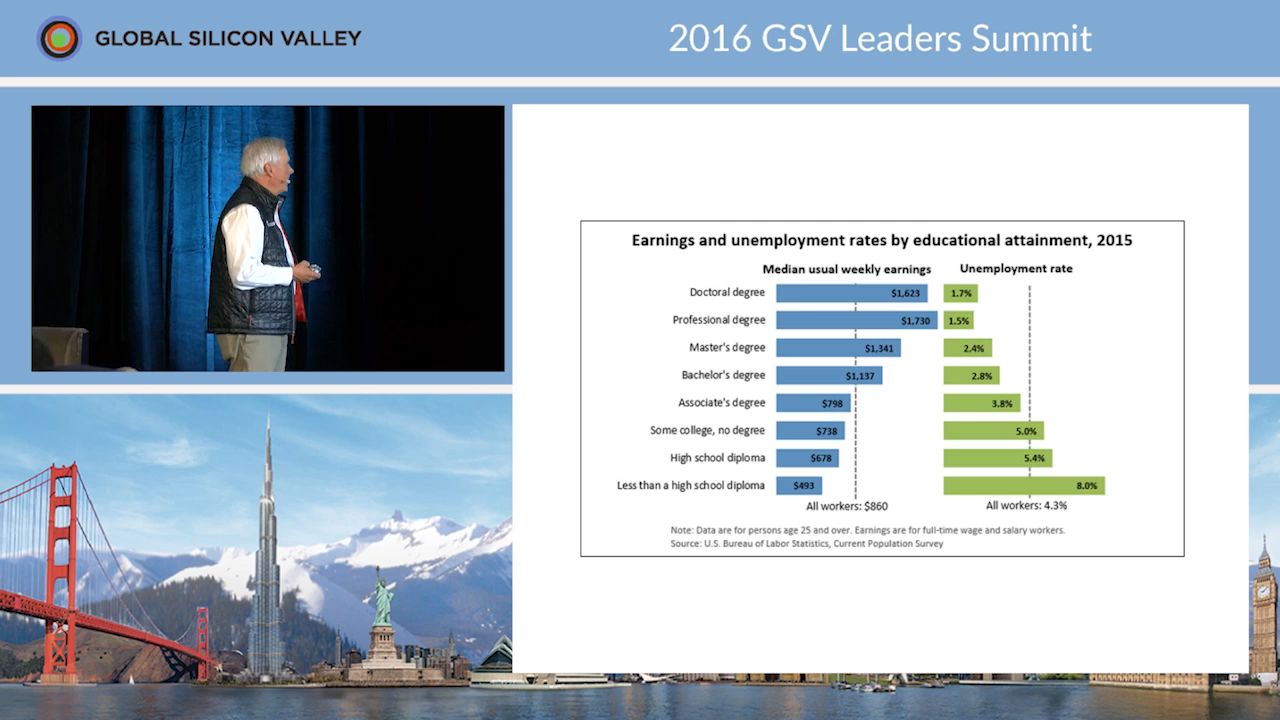 GLOBAL SILICON VALLEY
2016 GSV Leaders Summit
Earnings and unemployment rates by educational attainment, 2015
Median usual weekly earnings
Unemployment rate
Doctoral degree $1,623 1.7%
Professional degree $1,730 1.5%
Master's degree $1,341 2.4%
Bachelor's degree $1,137 2.8%
Associate's degree $798 3.8%
Some college, no degree $738 5.0%
High school diploma $678 5.4%
Less than a high school diploma $493 8.0%
All workers: $860
All workers: 4.3%
Note: Data are for persons age 25 and over. Earnings are for full-time wage and salary workers.
Source: U.S. Bureau of Labor Statistics, Current Population Survey